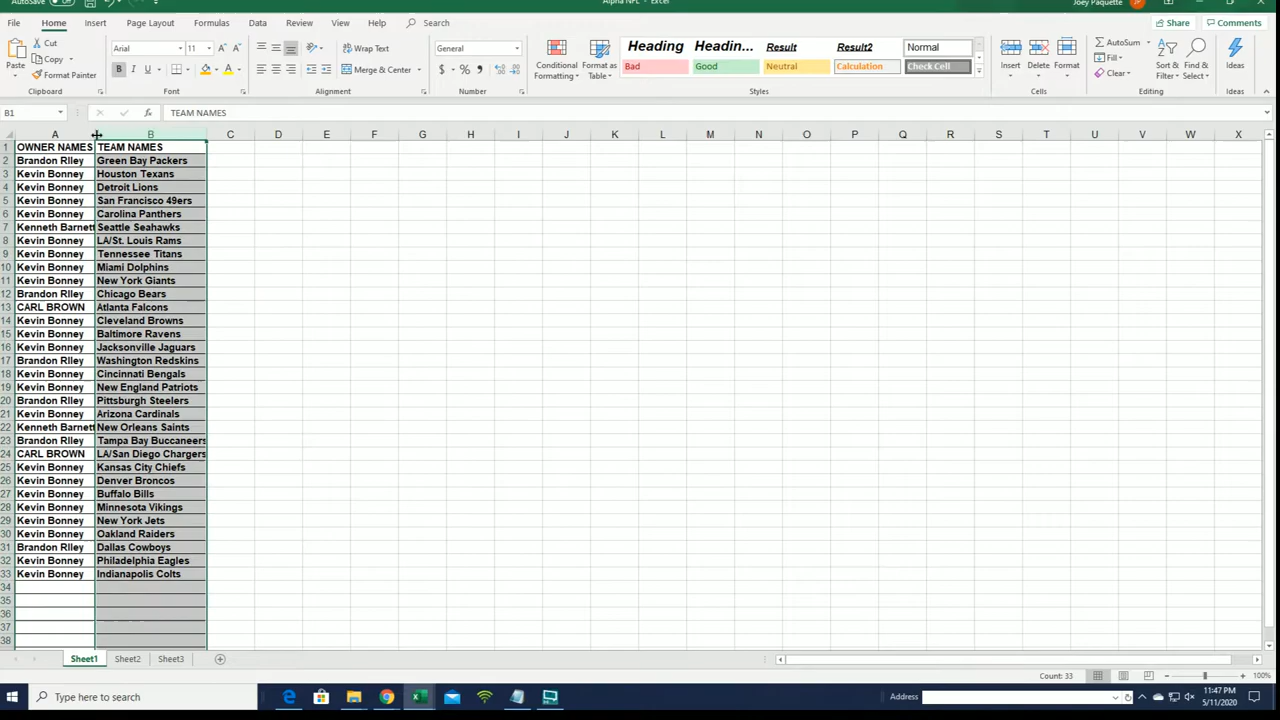 AutoSave Off Alpha NFL - Excel Joey Paquette
File Home Insert Page Layout Formulas Data Review View Help Search Share Comments
Paste Cut Copy Format Painter Clipboard
Arial 11 A A B I U A Font
Wrap Text Merge & Center Alignment
General $ % , Number
Conditional Formatting Format as Table
Heading Headin... Result Result2 Normal
Bad Good Neutral Calculation Check Cell
Styles
Insert Delete Format Cells
AutoSum Fill Clear Sort & Filter Find & Select Editing
Ideas Ideas
B1 fx TEAM NAMES
A B C D E F G H I J K L M N O P Q R S T U V W X
1 OWNER NAMES TEAM NAMES
2 Brandon RIley Green Bay Packers
3 Kevin Bonney Houston Texans
4 Kevin Bonney Detroit Lions
5 Kevin Bonney San Francisco 49ers
6 Kevin Bonney Carolina Panthers
7 Kenneth Barnett Seattle Seahawks
8 Kevin Bonney LA/St. Louis Rams
9 Kevin Bonney Tennessee Titans
10 Kevin Bonney Miami Dolphins
11 Kevin Bonney New York Giants
12 Brandon RIley Chicago Bears
13 CARL BROWN Atlanta Falcons
14 Kevin Bonney Cleveland Browns
15 Kevin Bonney Baltimore Ravens
16 Kevin Bonney Jacksonville Jaguars
17 Brandon RIley Washington Redskins
18 Kevin Bonney Cincinnati Bengals
19 Kevin Bonney New England Patriots
20 Brandon RIley Pittsburgh Steelers
21 Kevin Bonney Arizona Cardinals
22 Kenneth Barnett New Orleans Saints
23 Brandon RIley Tampa Bay Buccaneers
24 CARL BROWN LA/San Diego Chargers
25 Kevin Bonney Kansas City Chiefs
26 Kevin Bonney Denver Broncos
27 Kevin Bonney Buffalo Bills
28 Kevin Bonney Minnesota Vikings
29 Kevin Bonney New York Jets
30 Kevin Bonney Oakland Raiders
31 Brandon RIley Dallas Cowboys
32 Kevin Bonney Philadelphia Eagles
33 Kevin Bonney Indianapolis Colts
34
35
36
37
38
Sheet1 Sheet2 Sheet3
Count: 33 100%
Type here to search Address 11:47 PM
5/11/2020